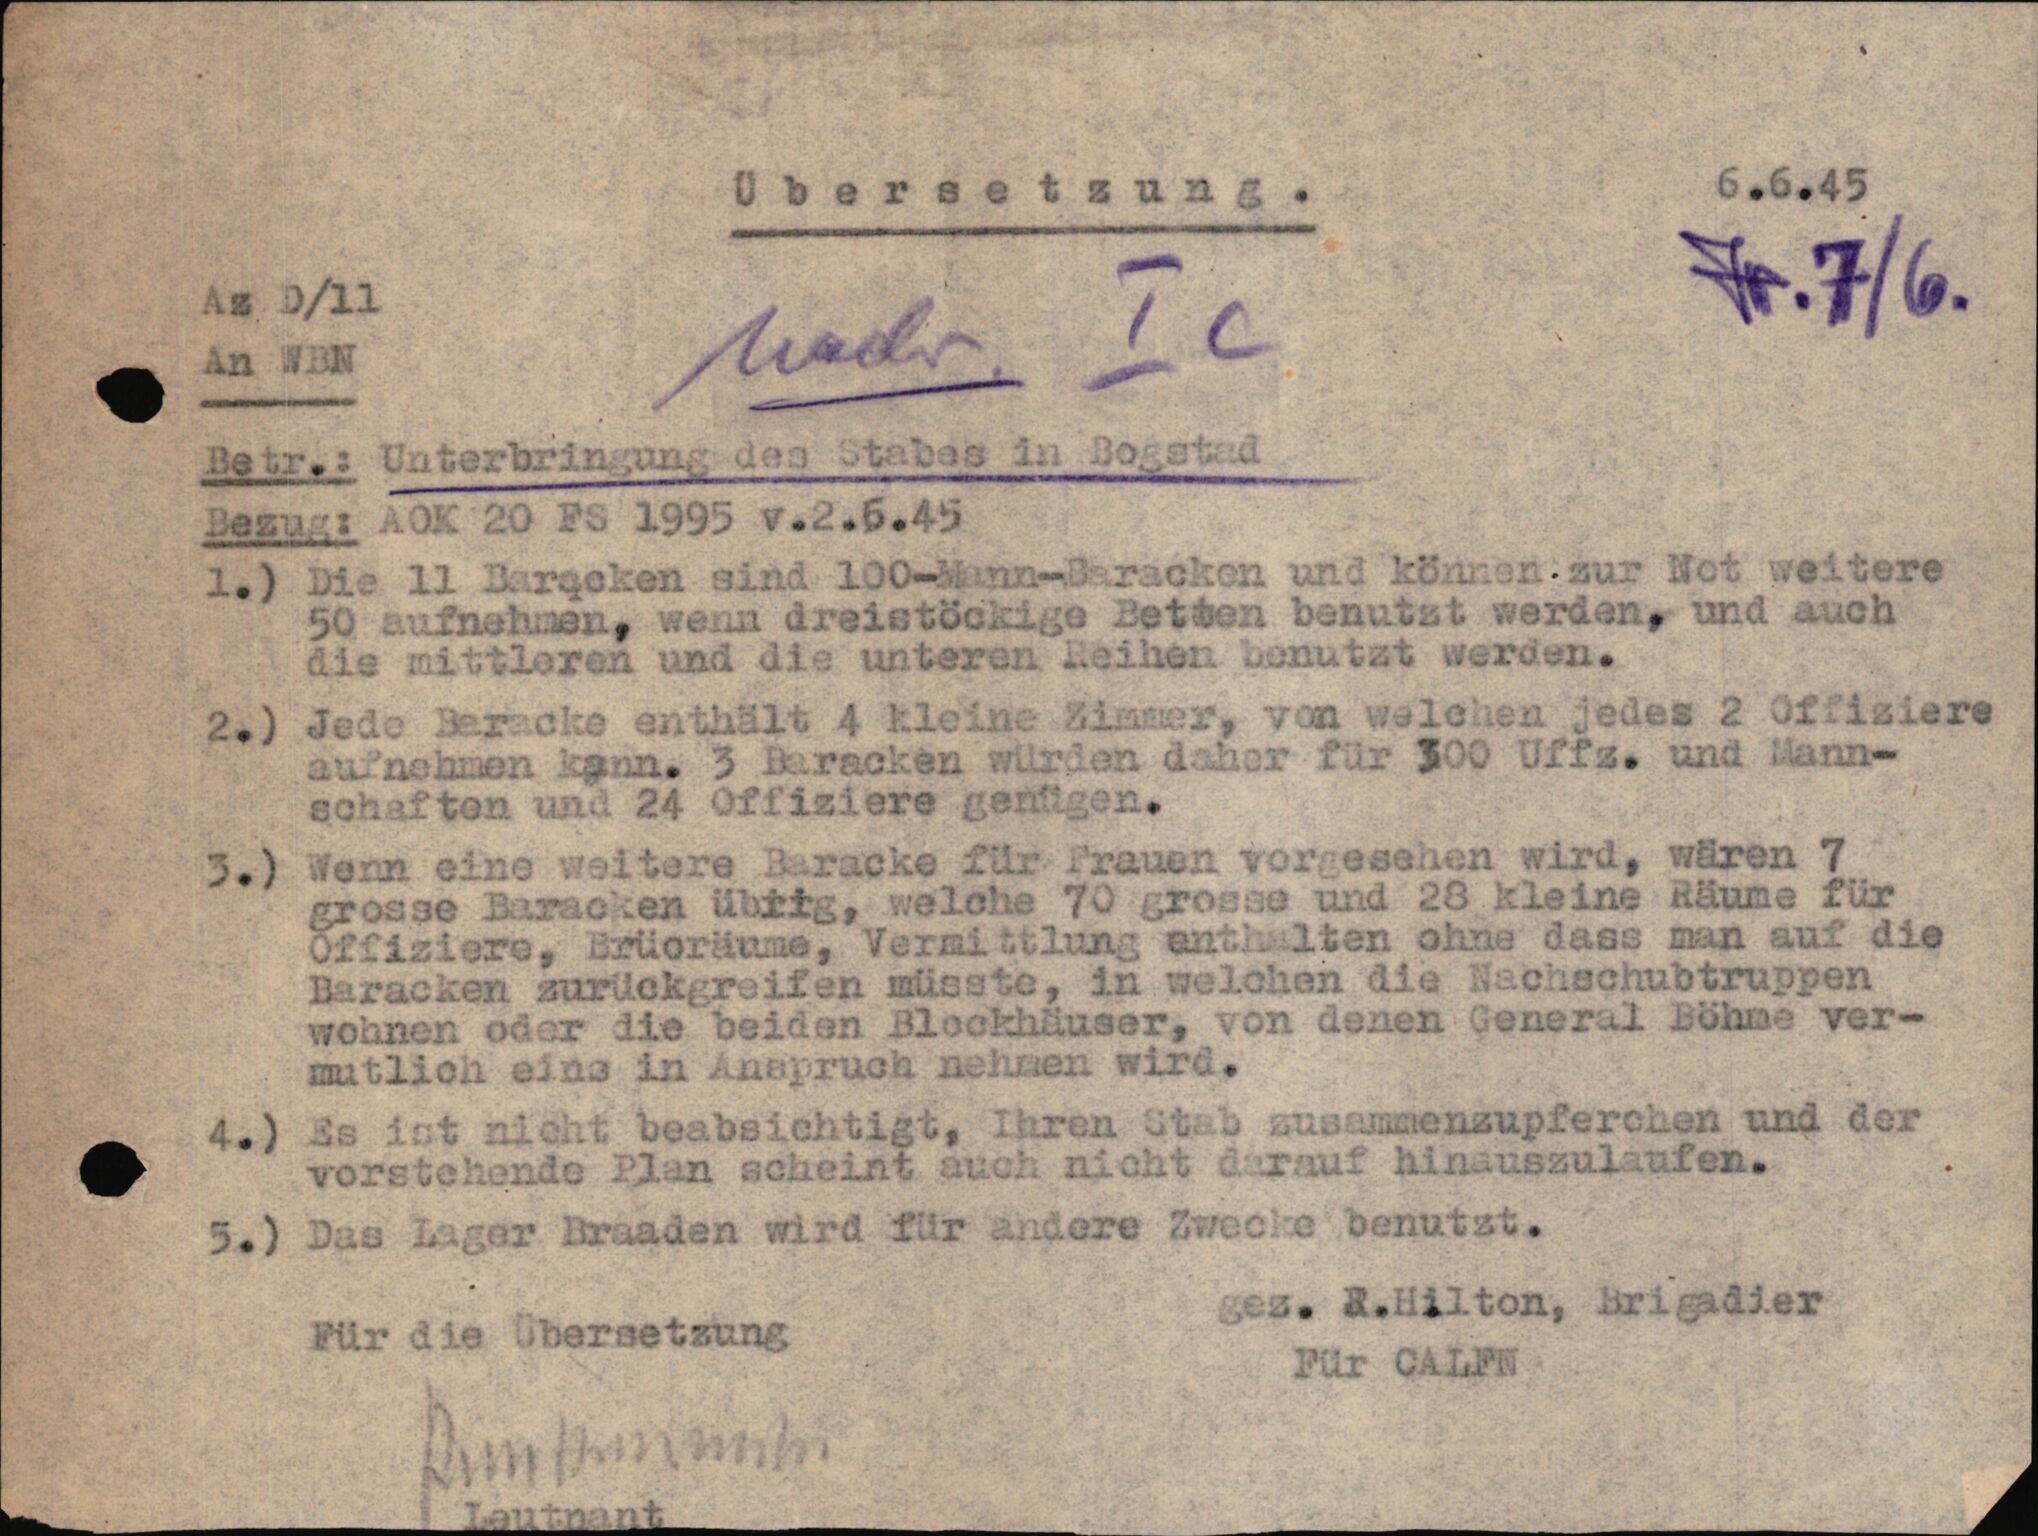 Übersetzung.
6.6.45
7/6.
Az D/11
I c
An WBN
Betr.: Unterbringung des Stabes in Bogstad
Bezug: AOK 20 FS 1995 v.2.6.45
1.) Die 11 Baracken sind 100-Mann-Baracken und können zur Not weitere
50 aufnehmen, wenn dreistöckige Betten benutzt werden, und auch
die mittleren und die unteren Reihen benutzt werden.
2.) Jede Baracke enthält 4 kleine Zimmer, von welchen jedes 2 Offiziere
aufnehmen kann. 3 Baracken würden daher für 300 Uffz. und Mann-
schaften und 24 Offiziere genügen.
3.) Wenn eine weitere Baracke für Frauen vorgesehen wird, wären 7
grosse Baracken übrig, welche 70 grosse und 28 kleine Räume für
Offiziere, Brüoräume, Vermittlung enthalten ohne dass man auf die
Baracken zurückgreifen müsste, in welchen die Nachschubtruppen
wohnen oder die beiden Blockhäuser, von denen General Böhme ver-
mutlich eins in Anspruch nehmen wird.
4.) Es ist nicht beabsichtigt, Ihren Stab zusammenzupferchen und der
vorstehende Plan scheint auch nicht darauf hinauszulaufen.
5.) Das Lager Braaden wird für andere Zwecke benutzt.
gez. R.Hilton, Brigadier
Für die Übersetzung
Für CALFN
Leutnant